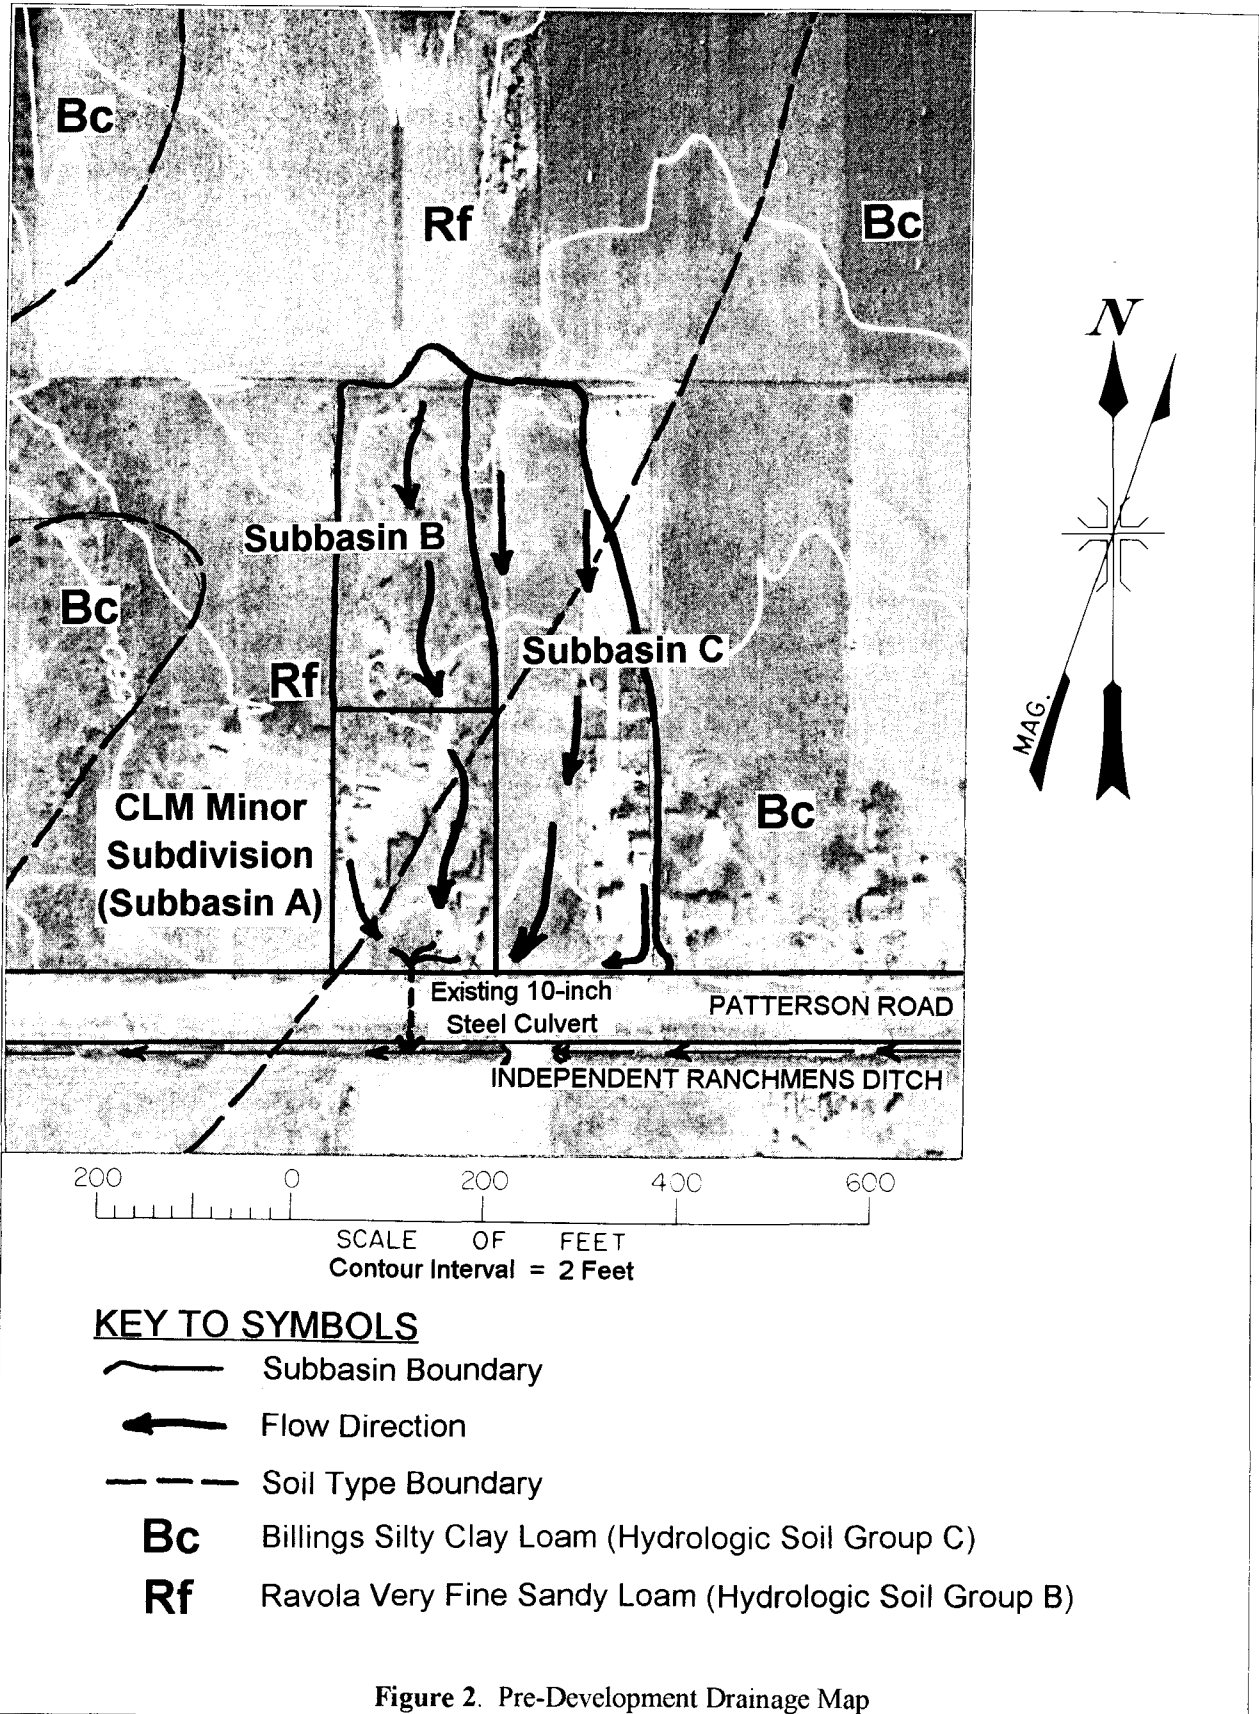 Bc
Rf
Bc
N
Subbasin B
Bc
Subbasin C
Rf
MAG.
CLM Minor
Subdivision
(Subbasin A)
Bc
Existing 10-inch
Steel Culvert
PATTERSON ROAD
INDEPENDENT RANCHMENS DITCH
200 0 200 400 600
SCALE OF FEET
Contour Interval = 2 Feet
KEY TO SYMBOLS
Subbasin Boundary
Flow Direction
Soil Type Boundary
Bc Billings Silty Clay Loam (Hydrologic Soil Group C)
Rf Ravola Very Fine Sandy Loam (Hydrologic Soil Group B)
Figure 2. Pre-Development Drainage Map